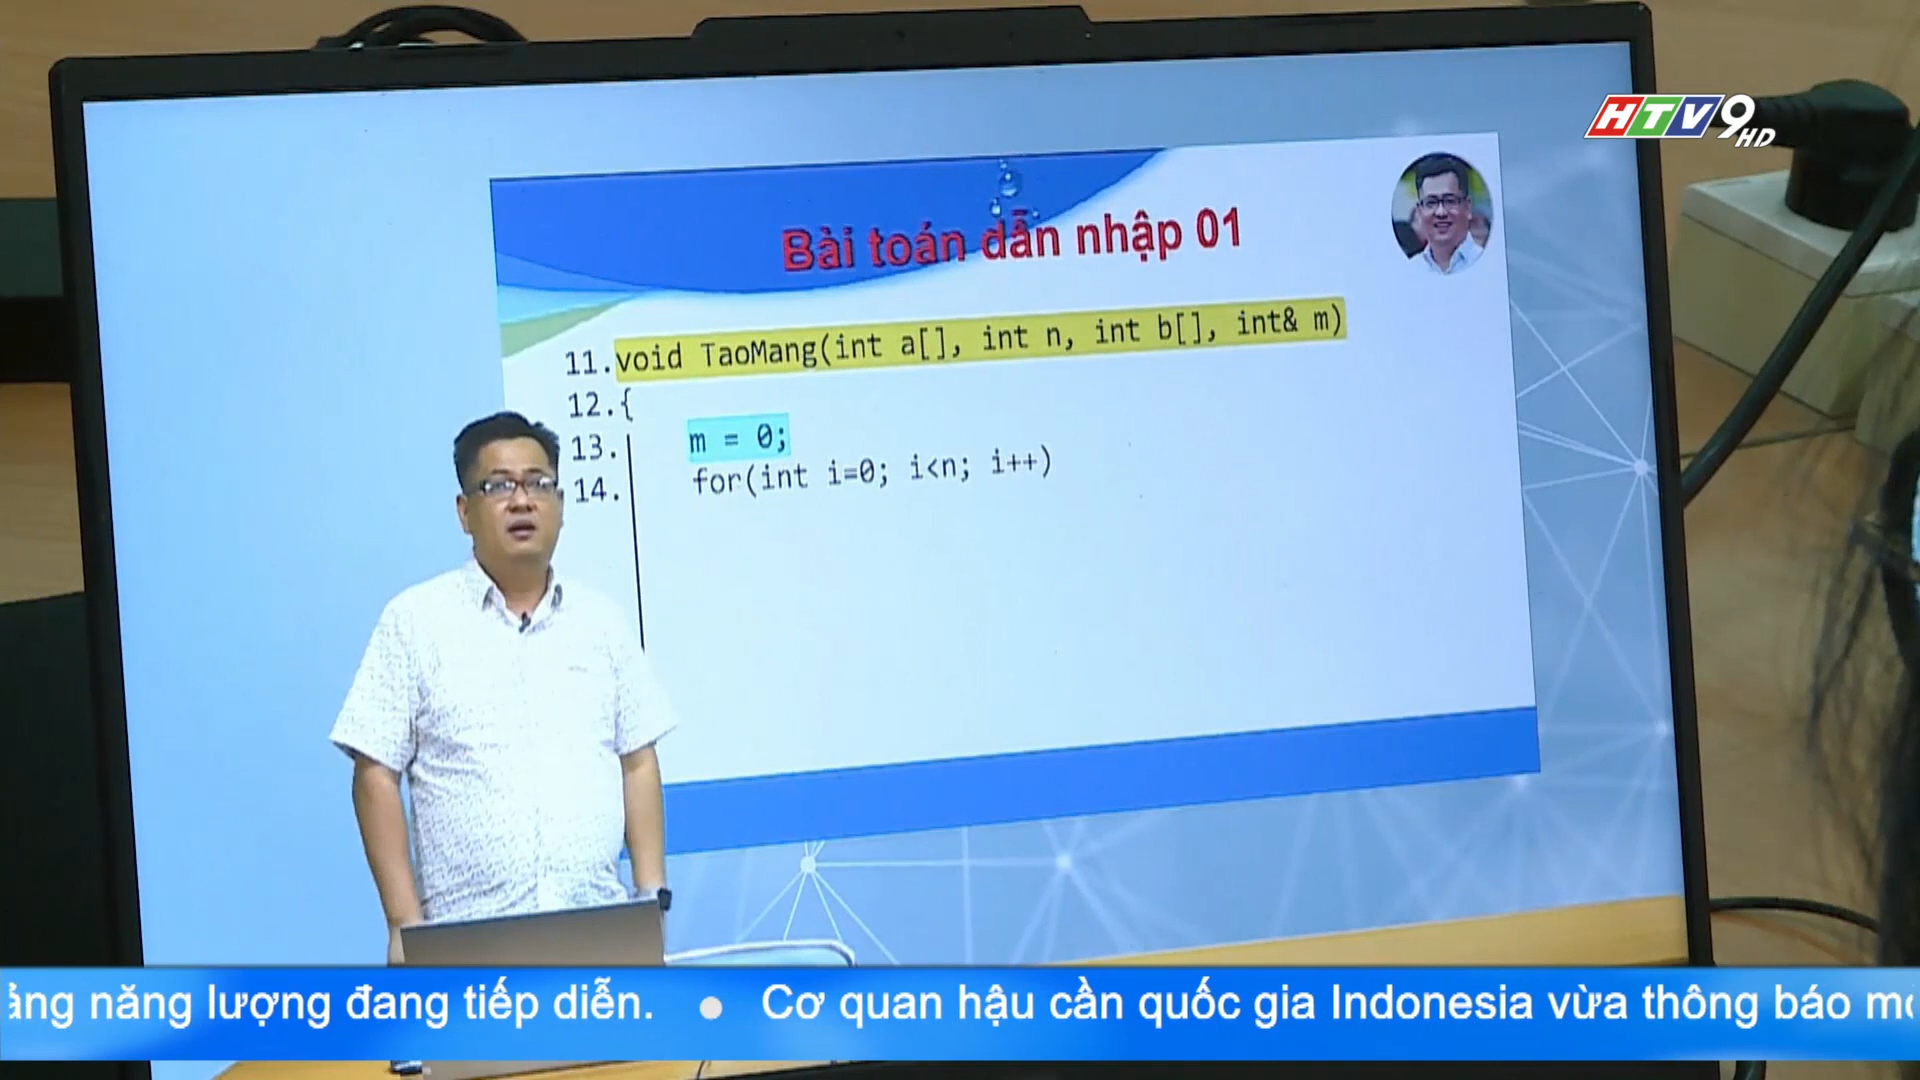 HTV9 HD
Bài toán dẫn nhập 01
11.void TaoMang(int a[], int n, int b[], int& m)
12.{
13. m = 0;
14. for(int i=0; i<n; i++)
năng lượng đang tiếp diễn. • Cơ quan hậu cần quốc gia Indonesia vừa thông báo